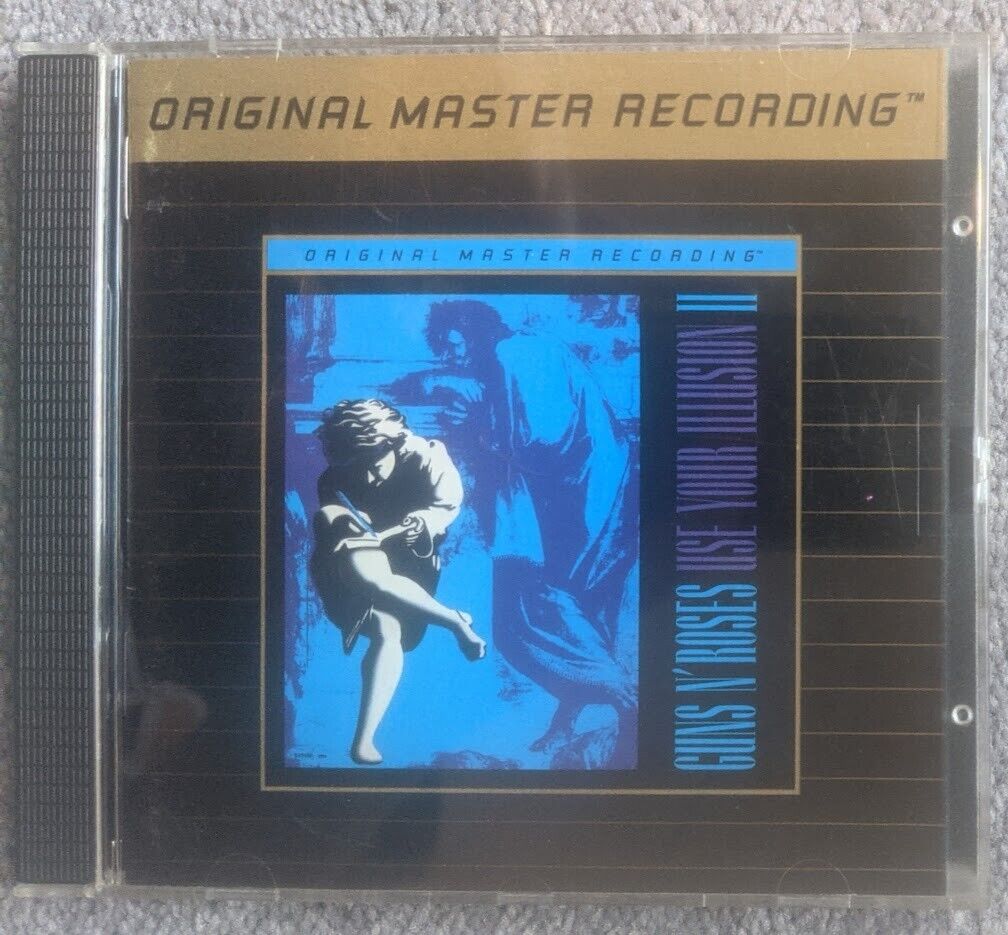 ORIGINAL MASTER RECORDING™
ORIGINAL MASTER RECORDING™
GUNS N' ROSES USE YOUR ILLUSION II